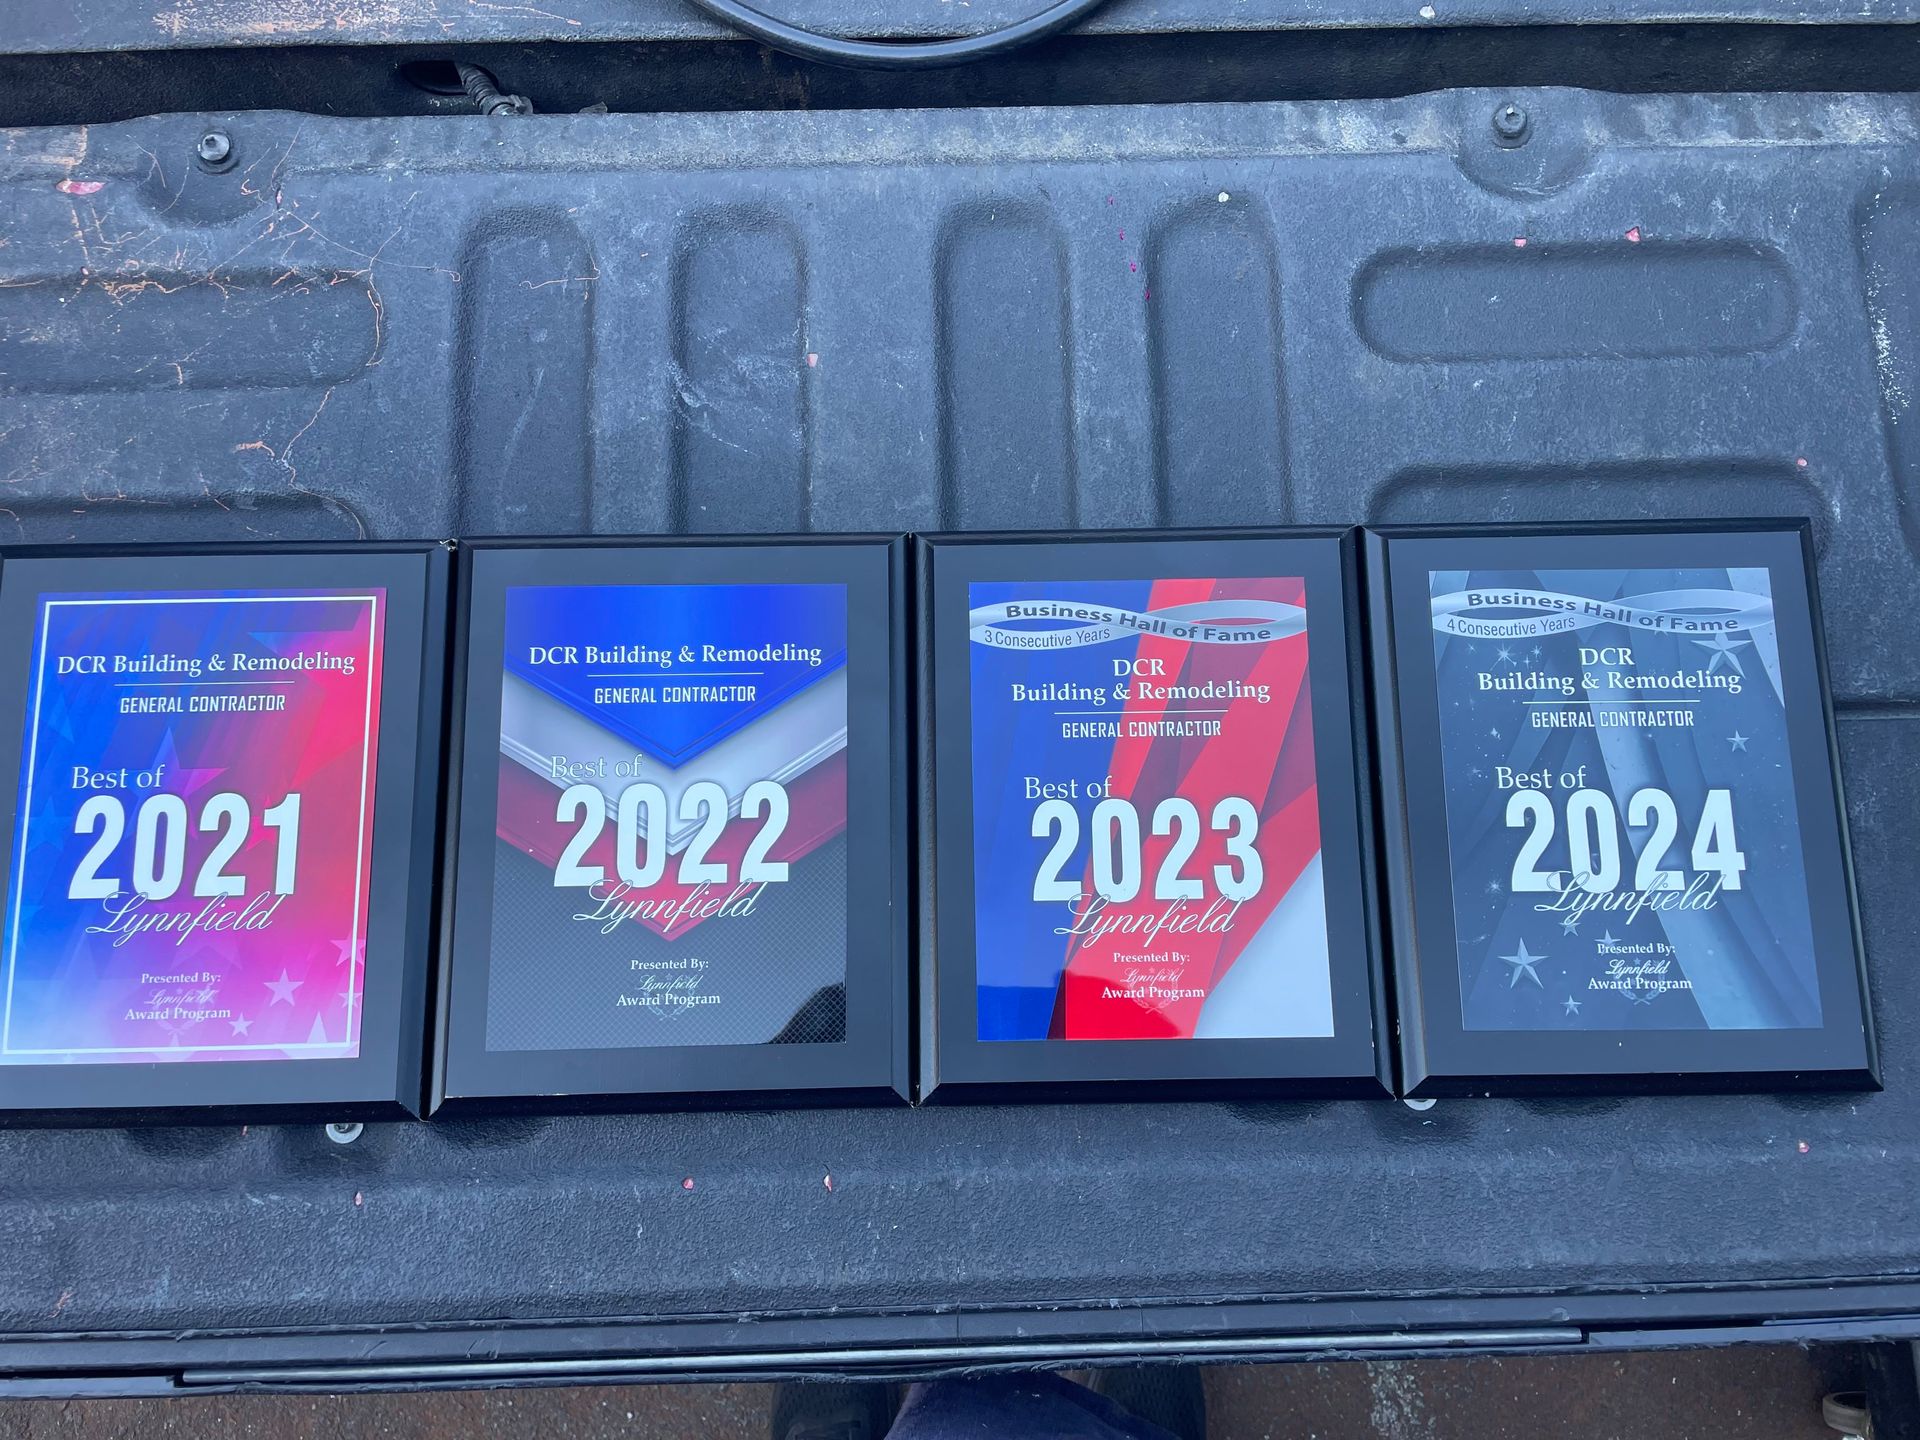 DCR Building & Remodeling
GENERAL CONTRACTOR
Best of
2021
Lynnfield
Presented By:
Lynnfield
Award Program
DCR Building & Remodeling
GENERAL CONTRACTOR
Best of
2022
Lynnfield
Presented By:
Lynnfield
Award Program
Business Hall of Fame
3 Consecutive Years
DCR
Building & Remodeling
GENERAL CONTRACTOR
Best of
2023
Lynnfield
Presented By:
Lynnfield
Award Program
Business Hall of Fame
4 Consecutive Years
DCR
Building & Remodeling
GENERAL CONTRACTOR
Best of
2024
Lynnfield
Presented By:
Lynnfield
Award Program